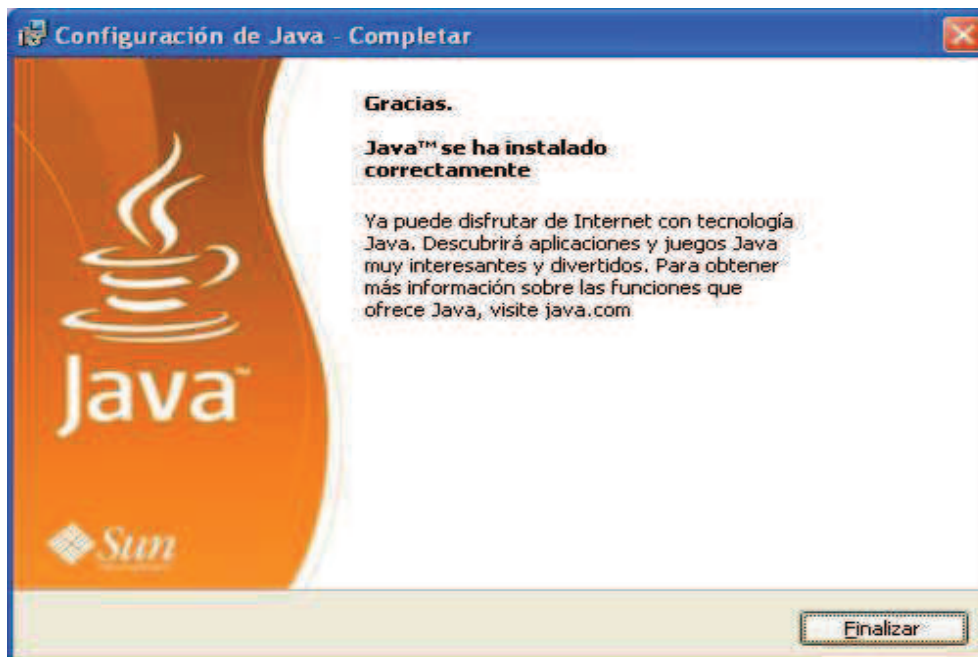 Configuración de Java - Completar
Gracias.
Java™ se ha instalado
correctamente
Ya puede disfrutar de Internet con tecnología
Java. Descubrirá aplicaciones y juegos Java
muy interesantes y divertidos. Para obtener
más información sobre las funciones que
ofrece Java, visite java.com
Java™
Sun
Finalizar